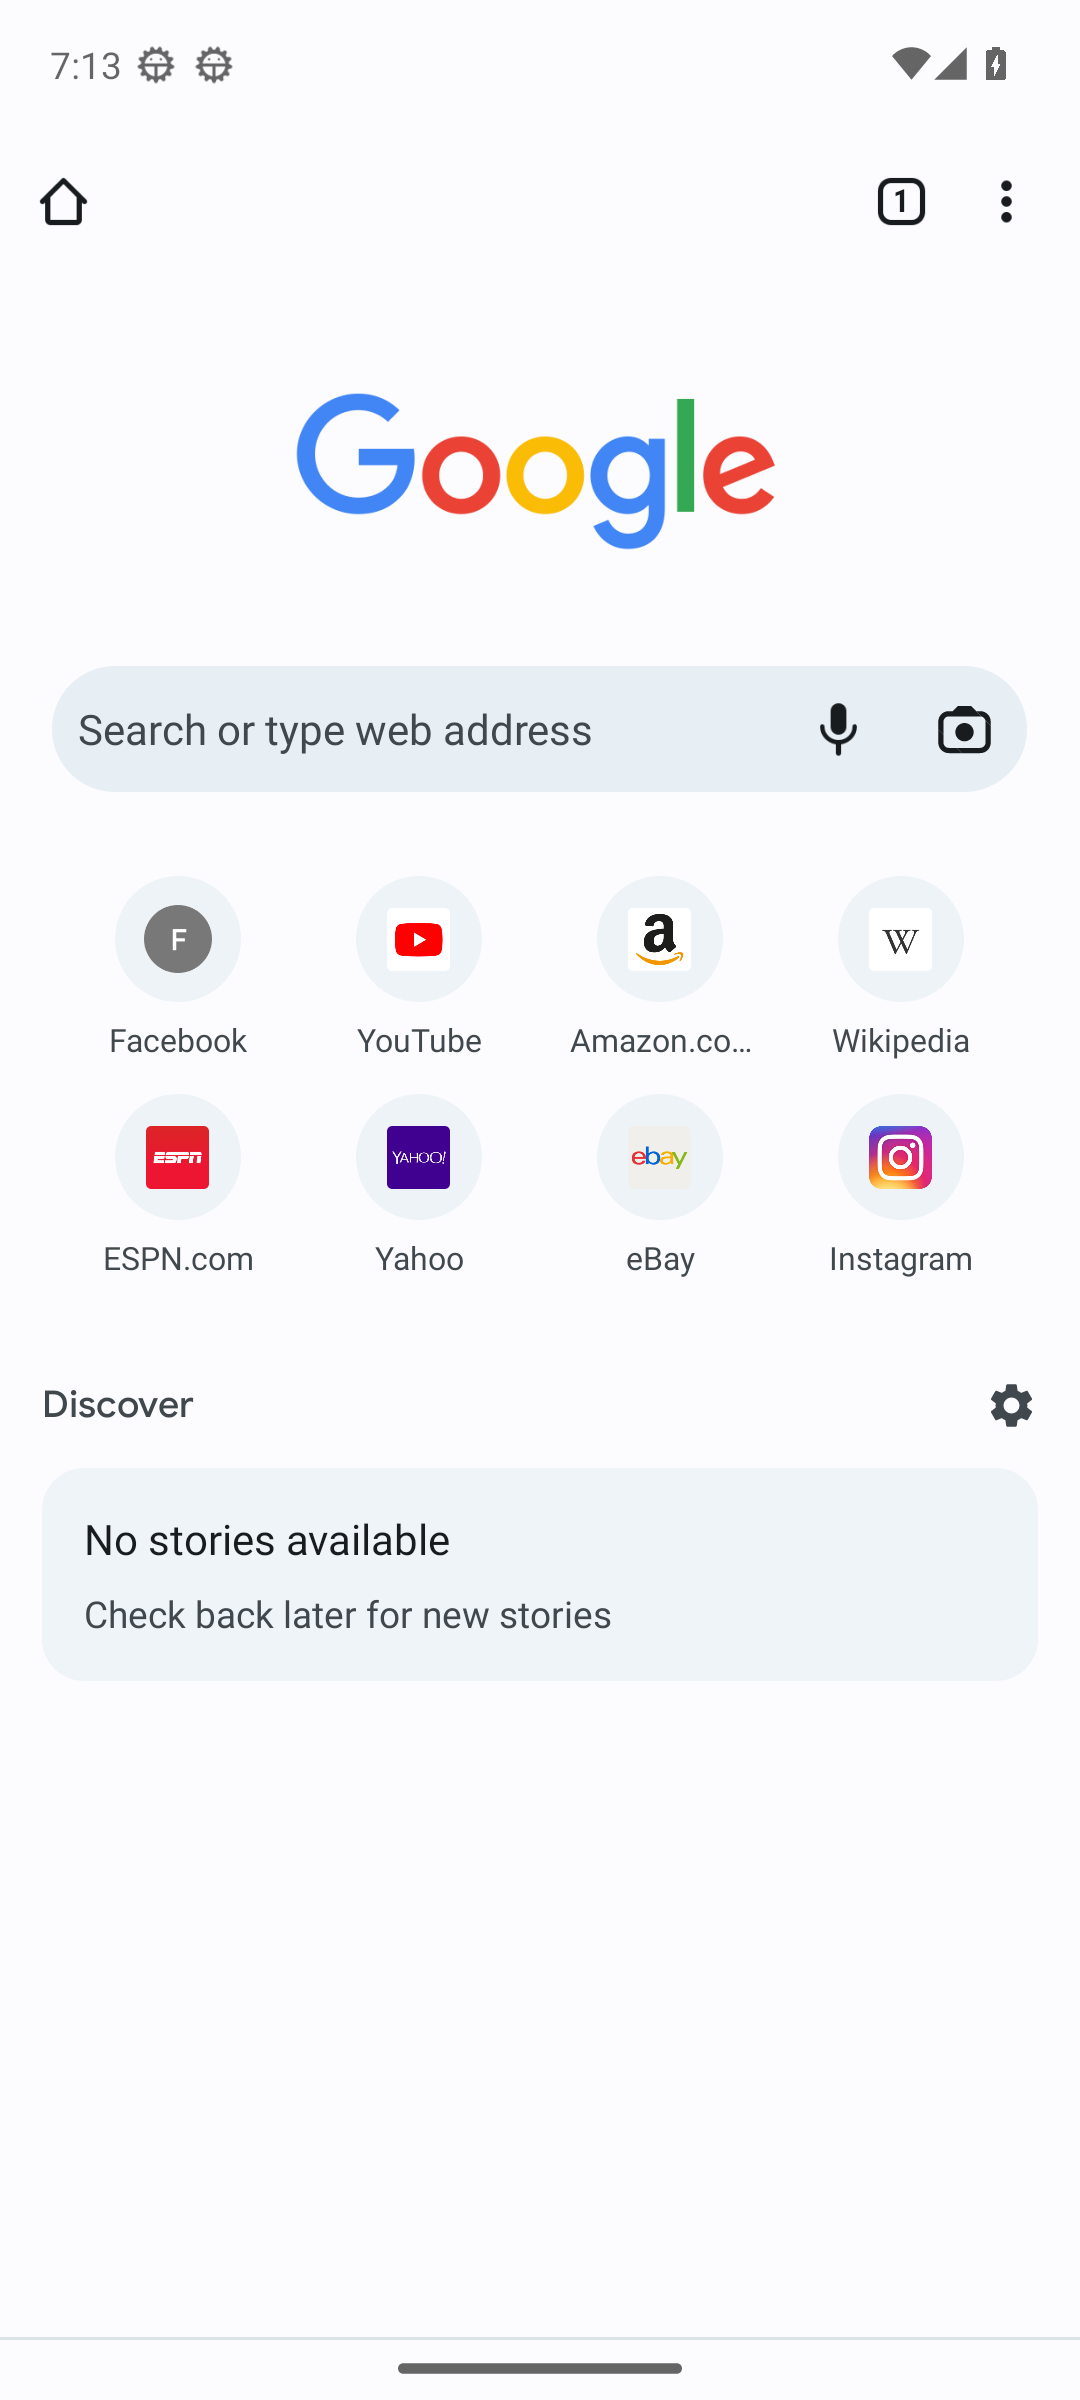 7:13
1
Google
Search or type web address
F
a
W
Facebook
YouTube
Amazon.co...
Wikipedia
ESPN
YAHOO!
ebay
ESPN.com
Yahoo
eBay
Instagram
Discover
No stories available
Check back later for new stories